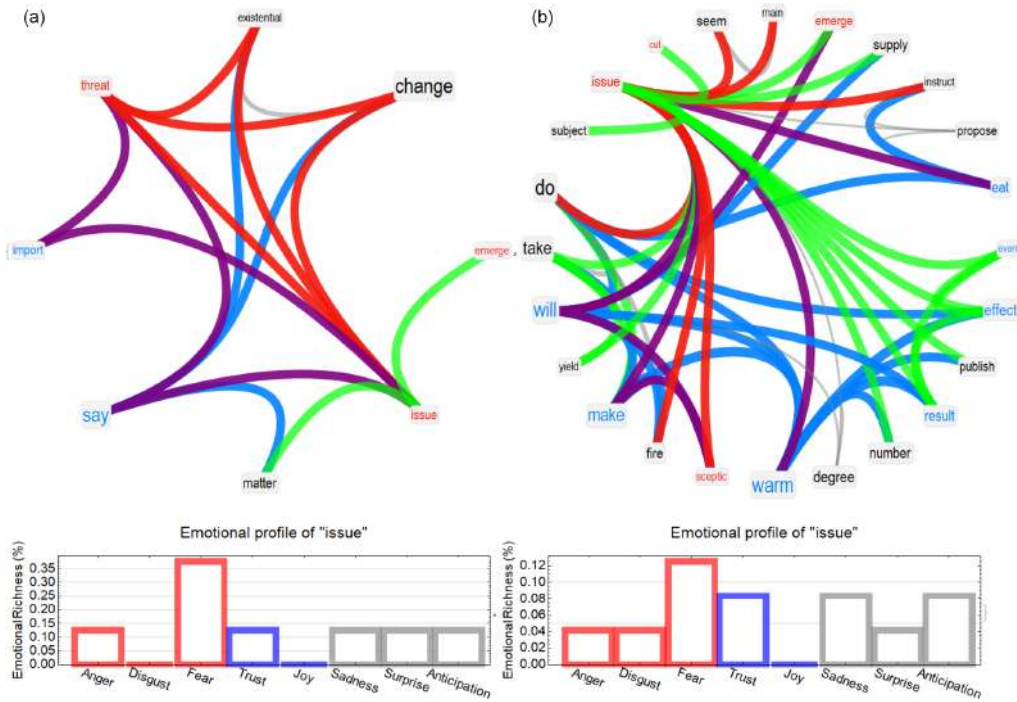 (a)
existential
threat
change
import
emerge
say
issue
matter
Emotional profile of "issue"
Emotional Richness (%)
0.35
0.30
0.25
0.20
0.15
0.10
0.05
0.00
Anger
Disgust
Fear
Trust
Joy
Sadness
Surprise
Anticipation
(b)
main
seem
emerge
cut
supply
issue
instruct
subject
propose
do
eat
take
event
will
effect
yield
publish
make
result
fire
number
sceptic
degree
warm
Emotional profile of "issue"
Emotional Richness (%)
0.12
0.10
0.08
0.06
0.04
0.02
0.00
Anger
Disgust
Fear
Trust
Joy
Sadness
Surprise
Anticipation